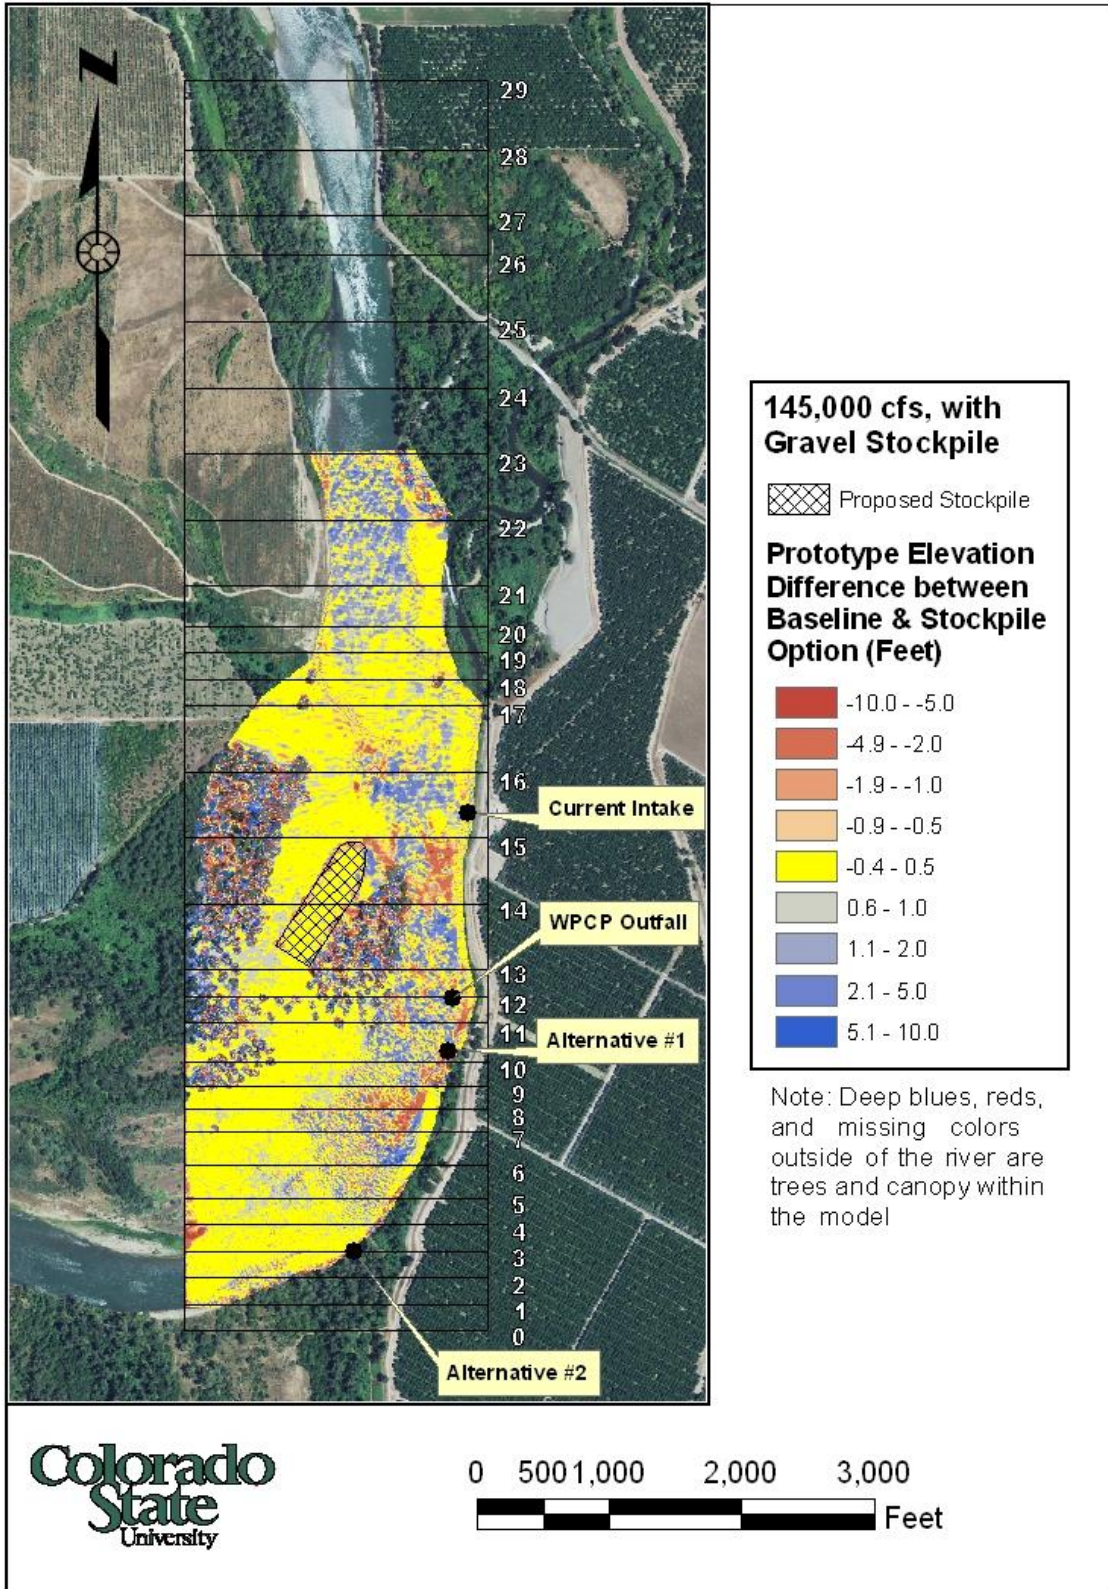 N
29
28
27
26
25
24
23
22
21
20
19
18
17
16
15
14
13
12
11
10
9
8
7
6
5
4
3
2
1
0
Current Intake
WPCP Outfall
Alternative #1
Alternative #2
145,000 cfs, with
Gravel Stockpile
Proposed Stockpile
Prototype Elevation
Difference between
Baseline & Stockpile
Option (Feet)
-10.0 - -5.0
-4.9 - -2.0
-1.9 - -1.0
-0.9 - -0.5
-0.4 - 0.5
0.6 - 1.0
1.1 - 2.0
2.1 - 5.0
5.1 - 10.0
Note: Deep blues, reds,
and missing colors
outside of the river are
trees and canopy within
the model
Colorado
State
University
0 500 1,000 2,000 3,000
Feet